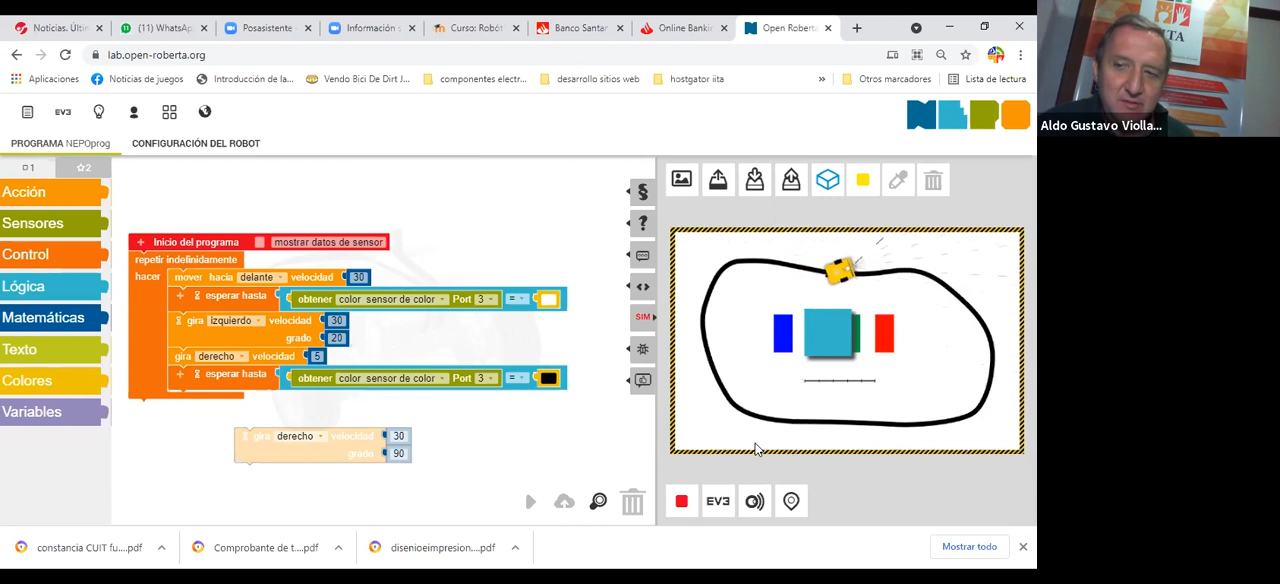 Noticias. Últin
(11) WhatsAp
Posasistente
Información s
Curso: Robót
Banco Santar
Online Bankin
Open Roberta
lab.open-roberta.org
Aplicaciones
Noticias de juegos
Introducción de la...
Vendo Bici De Dirt J...
componentes electr...
desarrollo sitios web
hostgator iita
»
Otros marcadores
Lista de lectura
EV3
PROGRAMA NEPOprog
CONFIGURACIÓN DEL ROBOT
1
2
Acción
Sensores
Control
Lógica
Matemáticas
Texto
Colores
Variables
+ Inicio del programa mostrar datos de sensor
repetir indefinidamente
hacer mover hacia delante velocidad 30
+ esperar hasta obtener color sensor de color Port 3 =
gira izquierdo velocidad 30
grado 20
gira derecho velocidad 5
+ esperar hasta obtener color sensor de color Port 3 =
gira derecho velocidad 30
grado 90
§
?
< >
SIM
EV3
Aldo Gustavo Violla...
constancia CUIT fu....pdf
Comprobante de t....pdf
disenioeimpresion....pdf
Mostrar todo